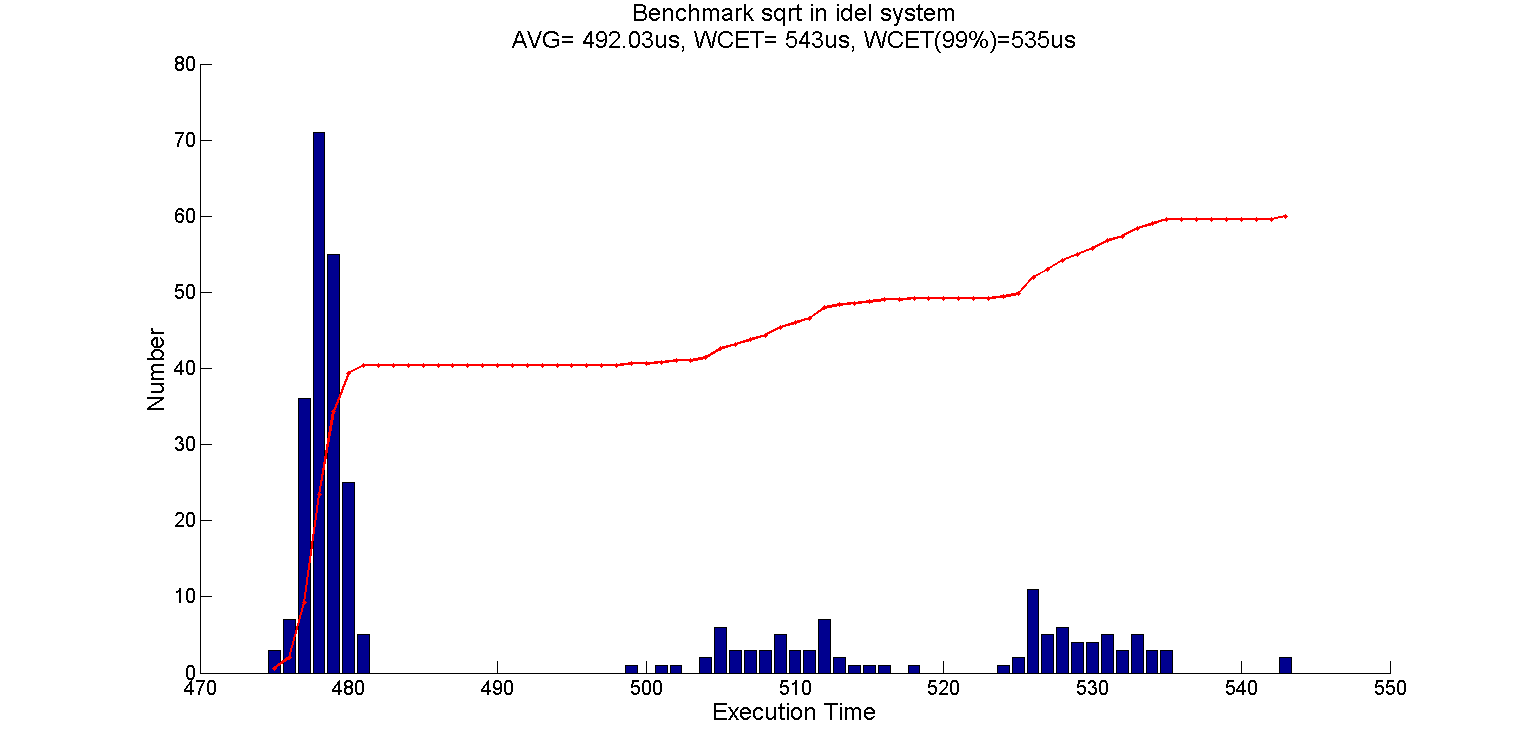 Benchmark sqrt in idel system
AVG= 492.03us, WCET= 543us, WCET(99%)=535us
80
70
60
50
40
30
20
10
0
Number
470 480 490 500 510 520 530 540 550
Execution Time